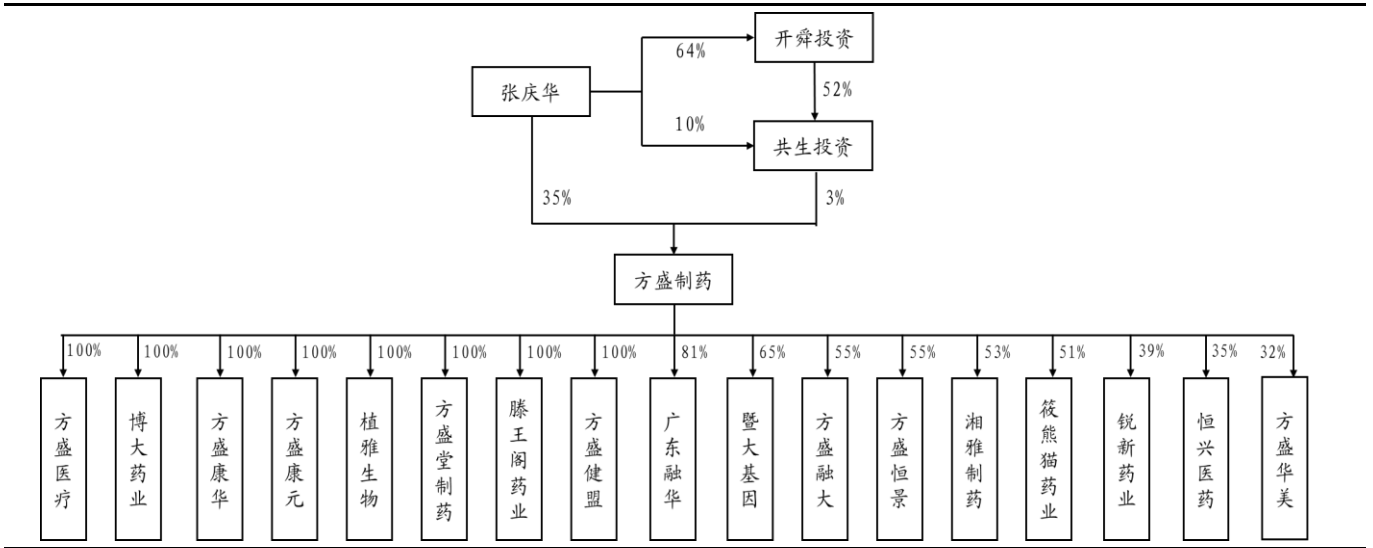 开舜投资
64%
张庆华
52%
10%
共生投资
35%
3%
方盛制药
100%
100%
100%
100%
100%
100%
100%
100%
81%
65%
55%
55%
53%
51%
39%
35%
32%
方盛医疗
博大药业
方盛康华
方盛康元
植雅生物
方盛堂制药
滕王阁药业
方盛健盟
广东融华
暨大基因
方盛融大
方盛恒景
湘雅制药
筱熊猫药业
锐新药业
恒兴医药
方盛华美